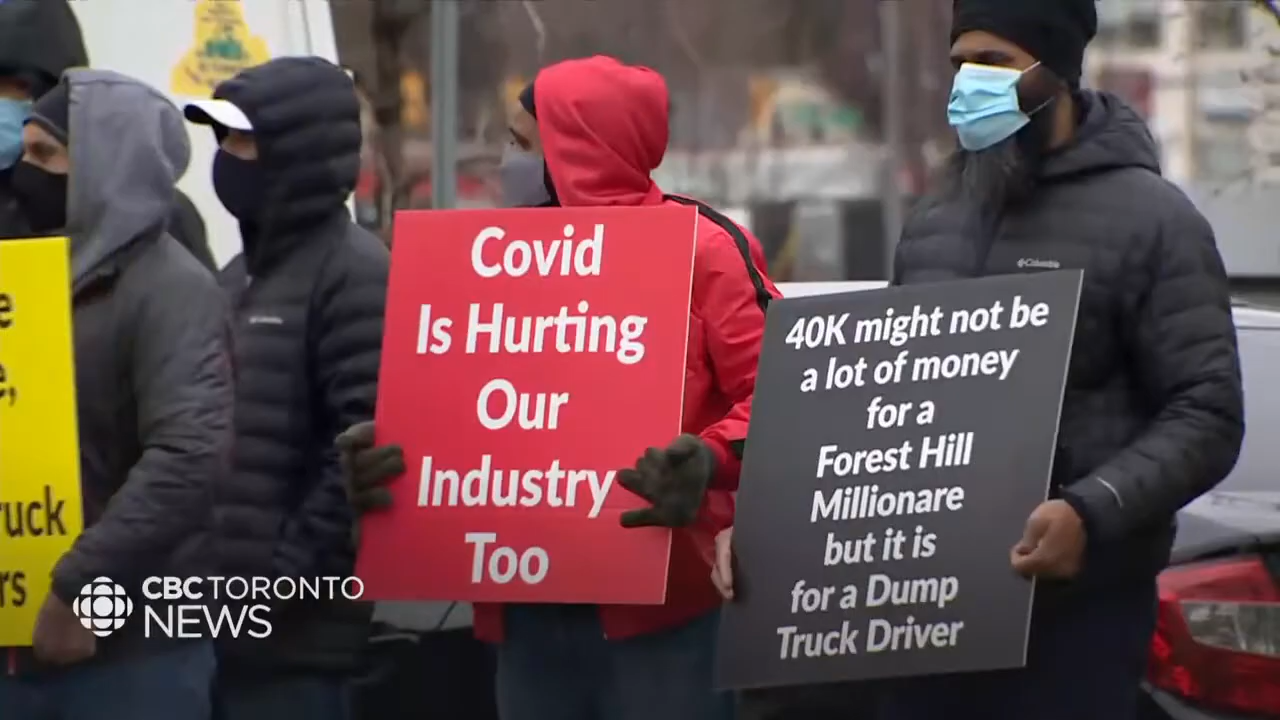 Covid
Is Hurting
Our
Industry
Too
40K might not be
a lot of money
for a
Forest Hill
Millionare
but it is
for a Dump
Truck Driver
Columbia
CBC TORONTO
NEWS